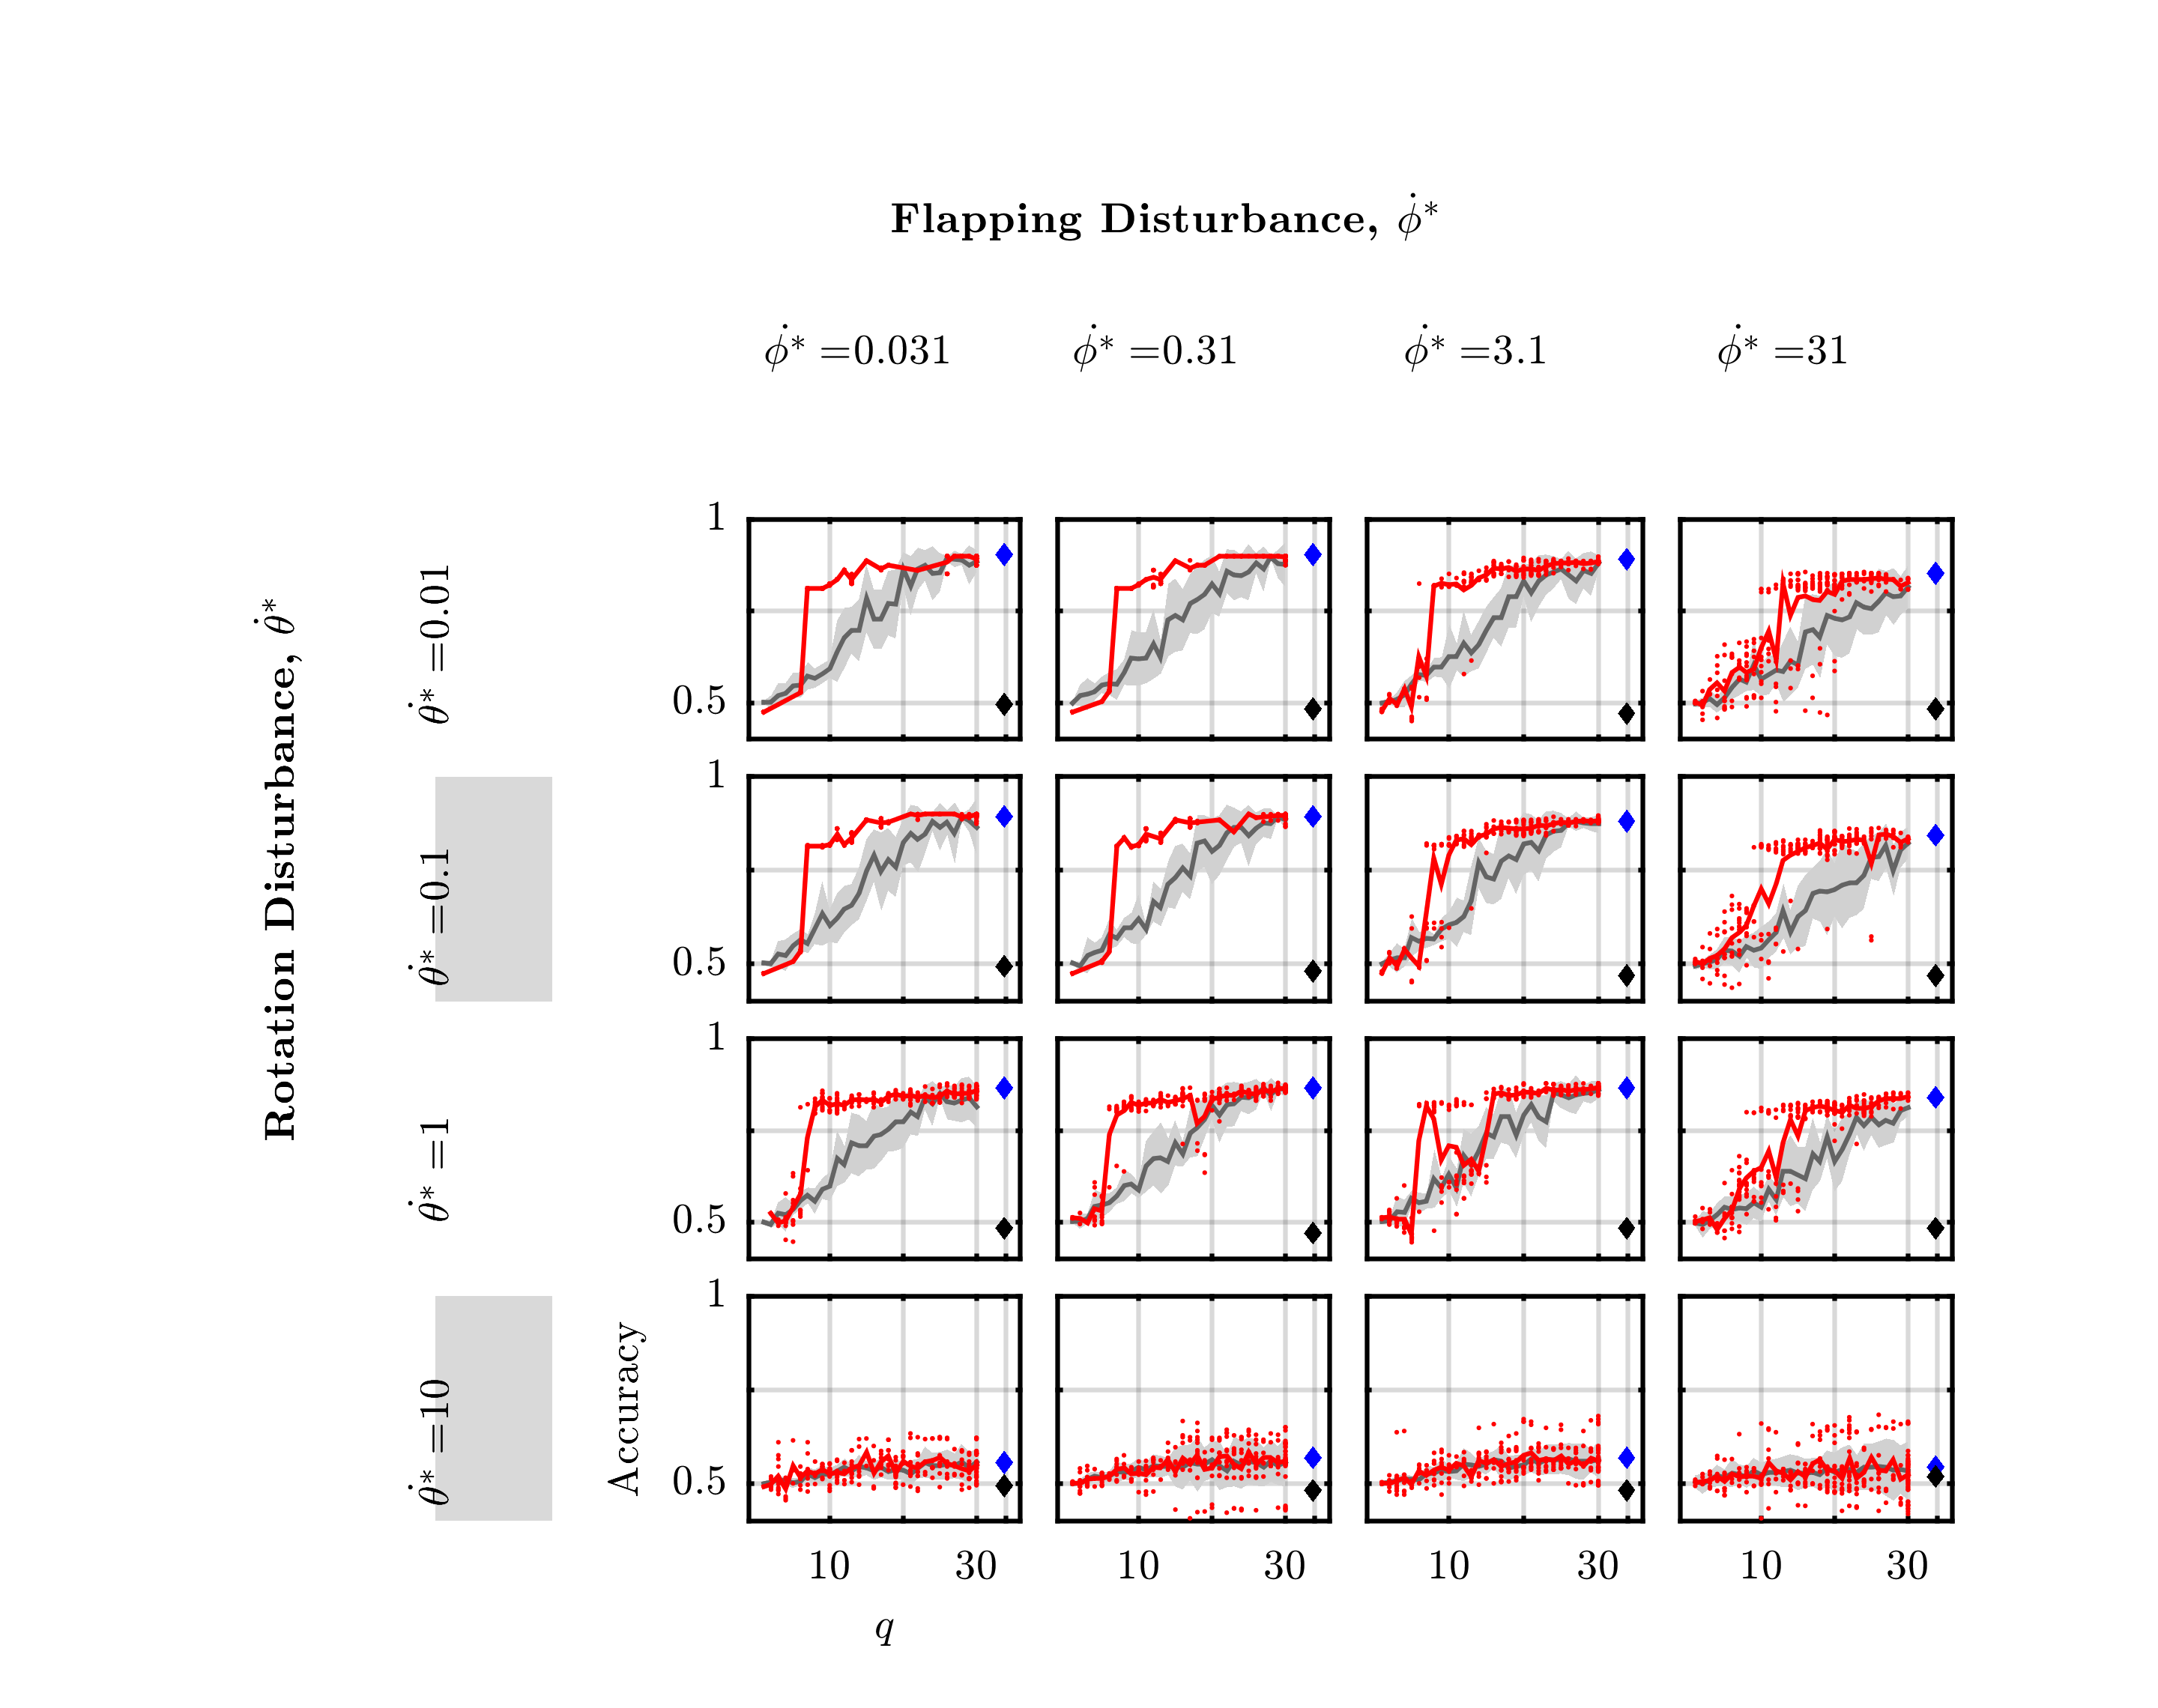 Flapping Disturbance, φ̇*
φ̇* =0.031 φ̇* =0.31 φ̇* =3.1 φ̇* =31
Rotation Disturbance, θ̇*
θ̇* =0.01
1
0.5
θ̇* =0.1
1
0.5
θ̇* =1
1
0.5
θ̇* =10
Accuracy
1
0.5
10 30 10 30 10 30 10 30
q